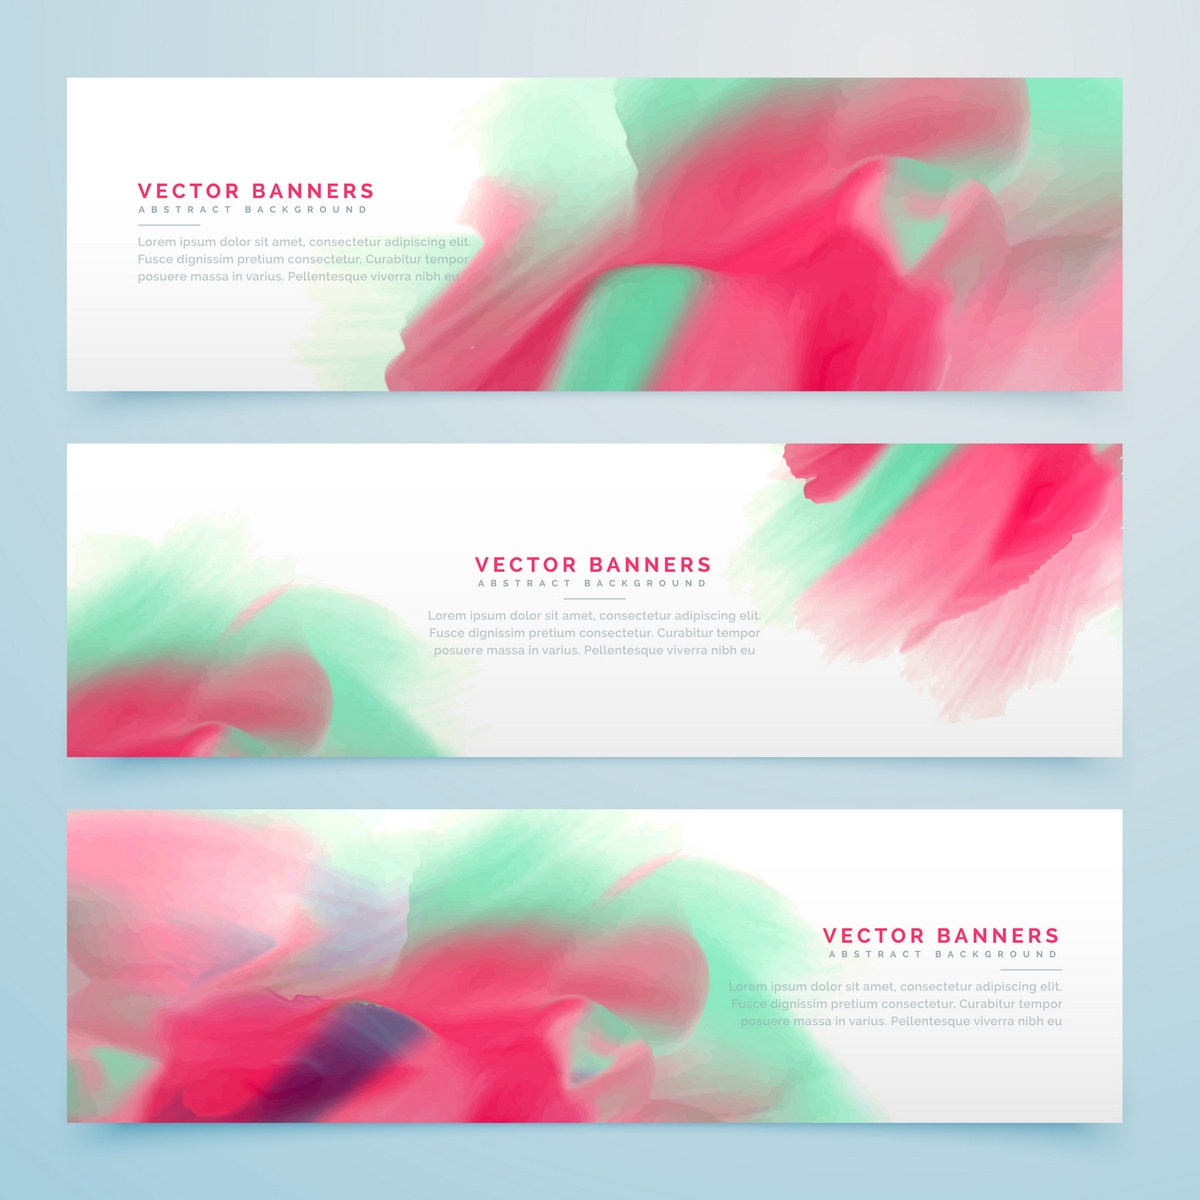 VECTOR BANNERS
ABSTRACT BACKGROUND
Lorem ipsum dolor sit amet, consectetur adipiscing elit.
Fusce dignissim pretium consectetur. Curabitur tempor
posuere massa in varius. Pellentesque viverra nibh eu
VECTOR BANNERS
ABSTRACT BACKGROUND
Lorem ipsum dolor sit amet, consectetur adipiscing elit.
Fusce dignissim pretium consectetur. Curabitur tempor
posuere massa in varius. Pellentesque viverra nibh eu
VECTOR BANNERS
ABSTRACT BACKGROUND
Lorem ipsum dolor sit amet, consectetur adipiscing elit.
Fusce dignissim pretium consectetur. Curabitur tempor
posuere massa in varius. Pellentesque viverra nibh eu